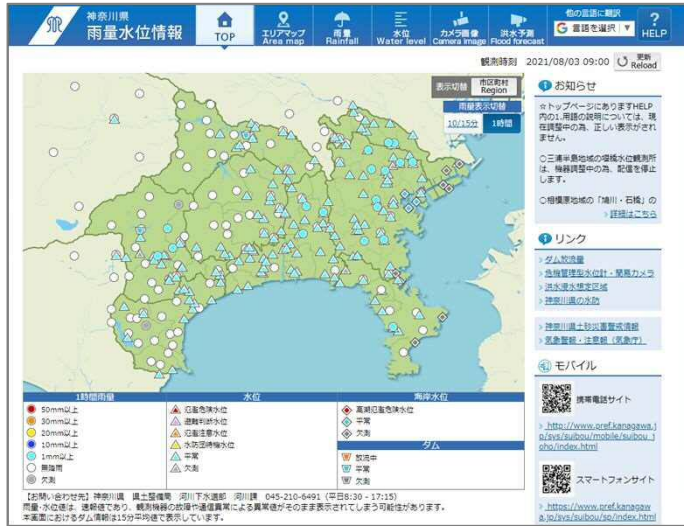 神奈川県
雨量水位情報
TOP
エリアマップ
Area map
雨量
Rainfall
水位
Water level
カメラ画像
Camera image
洪水予測
Flood forecast
他の言語に翻訳
G 言語を選択 ▼
?
HELP
観測時刻 2021/08/03 09:00
更新
Reload
表示切替
市区町村
Region
雨量表示切替
10/15分
1時間
お知らせ
☆トップページにありますHELP
内の1.用語の説明については、現
在調整中の為、正しい表示がされ
ません。
○三浦半島地域の堰橋水位観測所
は、機器調整中の為、配信を停止
します。
○相模原地域の「鳩川・石橋」の
> 詳細はこちら
リンク
> ダム放流量
> 危機管理型水位計・簡易カメラ
> 洪水浸水想定区域
> 神奈川県の水防
> 神奈川県土砂災害警戒情報
> 気象警報・注意報（気象庁）
モバイル
携帯電話サイト
> http://www.pref.kanagawa.j
p/sys/suibou/mobile/suibou_j
oho/index.html
スマートフォンサイト
> https://www.pref.kanagaw
a.jp/sys/suibou/sp/index.html
1時間雨量
50mm以上
30mm以上
20mm以上
10mm以上
1mm以上
無降雨
欠測
水位
氾濫危険水位
避難判断水位
氾濫注意水位
水防団待機水位
平常
欠測
海岸水位
高潮氾濫危険水位
平常
欠測
ダム
放流中
平常
欠測
【お問い合わせ先】神奈川県 県土整備局 河川下水道部 河川課 045-210-6491（平日8:30 - 17:15）
雨量･水位値は、速報値であり、観測機器の故障や通信異常による異常値がそのまま表示されてしまう可能性があります。
本画面におけるダム情報は15分平均値で表示しています。